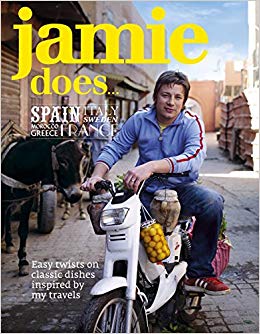 jamie
does...
SPAIN ITALY
MOROCCO SWEDEN
GREECE FRANCE
Easy twists on
classic dishes
inspired by
my travels